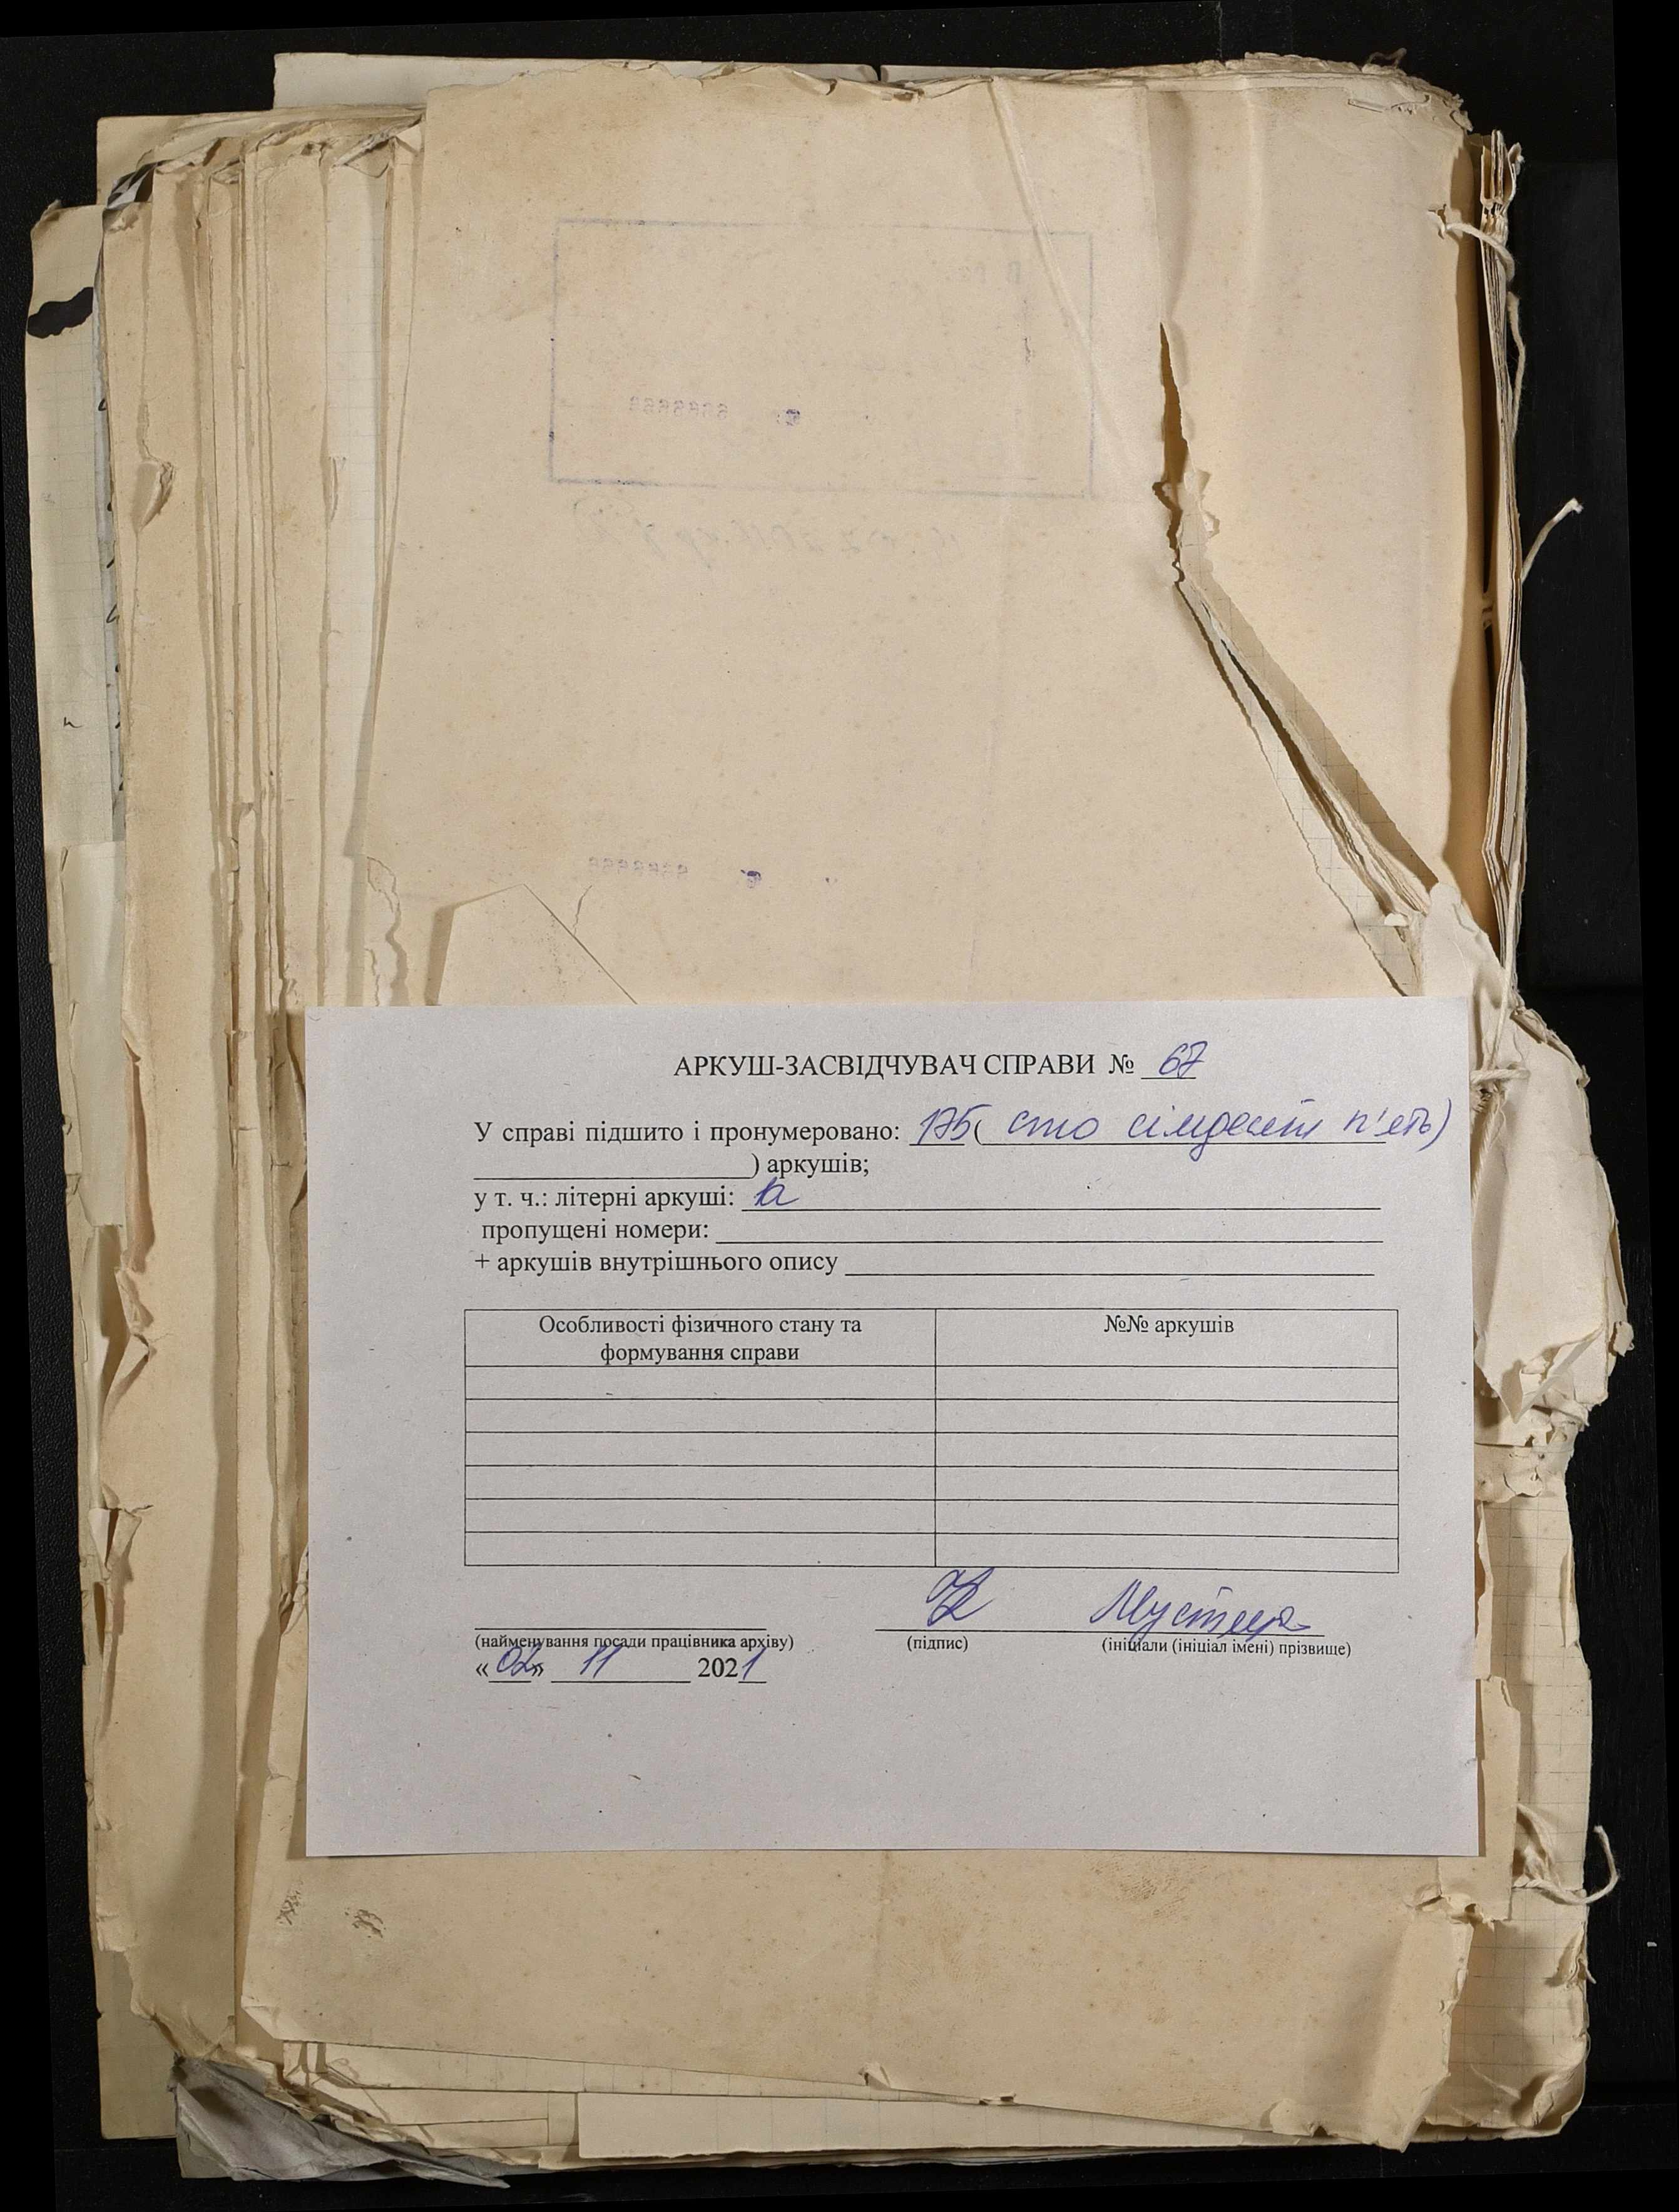 АРКУШ-ЗАСВІДЧУВАЧ СПРАВИ № 67
У справі підшито і пронумеровано: 175 ( сто сімдесят п'ять)
) аркушів;
у т. ч.: літерні аркуші: 1а
пропущені номери:
+ аркушів внутрішнього опису
Особливості фізичного стану та формування справи
№№ аркушів
(найменування посади працівника архіву) (підпис) (ініціали (ініціал імені) прізвище)
«02» 11 2021